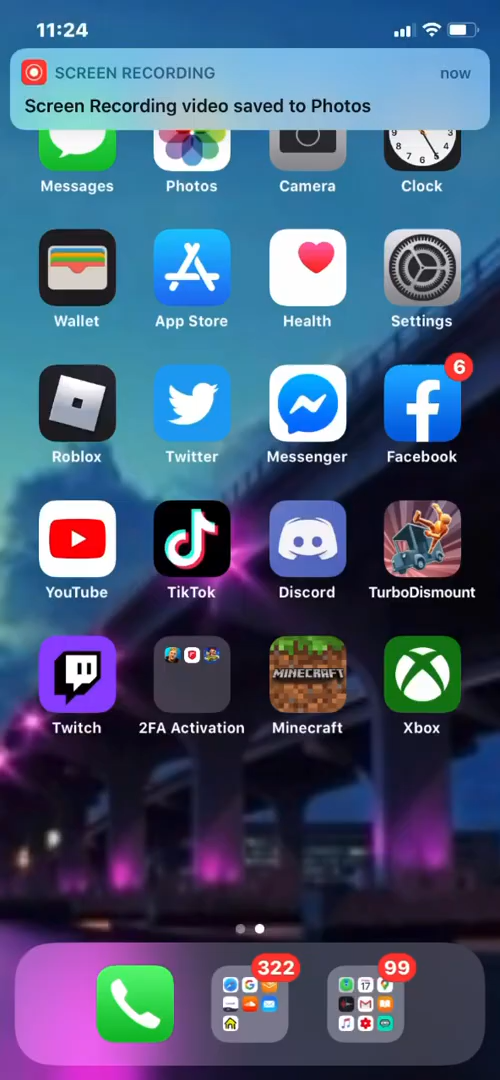 11:24
SCREEN RECORDING
now
Screen Recording video saved to Photos
Messages
Photos
Camera
Clock
Wallet
App Store
Health
Settings
6
Roblox
Twitter
Messenger
Facebook
YouTube
TikTok
Discord
TurboDismount
MINECRAFT
Twitch
2FA Activation
Minecraft
Xbox
322
99
17